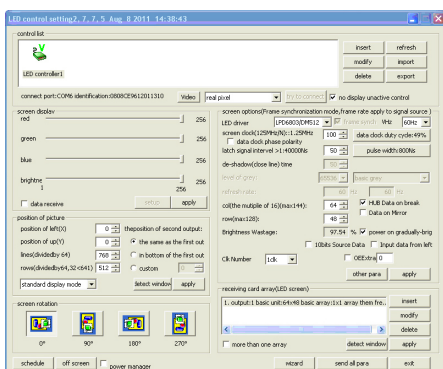 LED control setting2, 7, 7, 5 Aug 8 2011 14:38:43
control list
LED controller1
insert refresh
modify import
delete export
connect port:COM6 identification:0808CE9612011310 Video real pixel try to connect no display unactive control
screen display
red 256
green 256
blue 256
brightne 256
1 256
data receive setup apply
position of picture
position of left(X) 0 theposition of second output:
position of up(Y) 0 the same as the first out
lines(dividedby 64) 768 in bottom of the first out
rows(dividedby64,32<641) 512 custom 0
standard display mode detect window apply
screen rotation
0° 90° 180° 270°
schedule off screen power manager
screen options(Frame synchronization mode,frame rate apply to signal source )
LED driver LPD6803/DM512 frame synch VHz 60Hz
screen clock(125MHz/N)::1.25MHz 100 data clock duty cycle:49%
data clock phase polarity
latch signal intervel >1:40000Ns 50 pulse width:800Ns
de-shadow(close line) time 50
level of grey: 65536 basic grey
refresh rate: 60 Hz 60 Hz
col(the mutiple of 16)(max:144): 64 HUB Data on break
Data on Mirror
row(max:128): 48
Brightness Wastage: 97.54 % power on gradually-brig
10bits Source Data Input data from left
Clk Number 1clk OEExtra 0
other para apply
receiving card array(LED screen)
1. output:1 basic unit:64x48 basic array:1x1 array them fre..
insert
modify
delete
more than one array detect window apply
wizard send all para exit